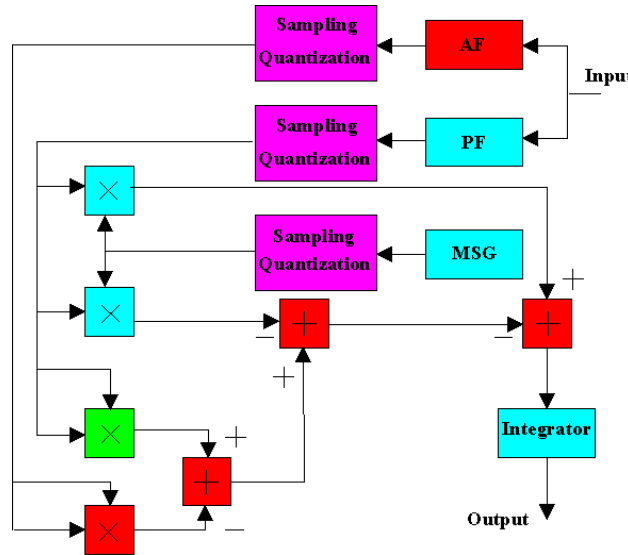 Sampling
Quantization
AF
Input
Sampling
Quantization
PF
×
Sampling
Quantization
MSG
+
×
+
+
−
−
+
×
+
+
Integrator
×
−
Output